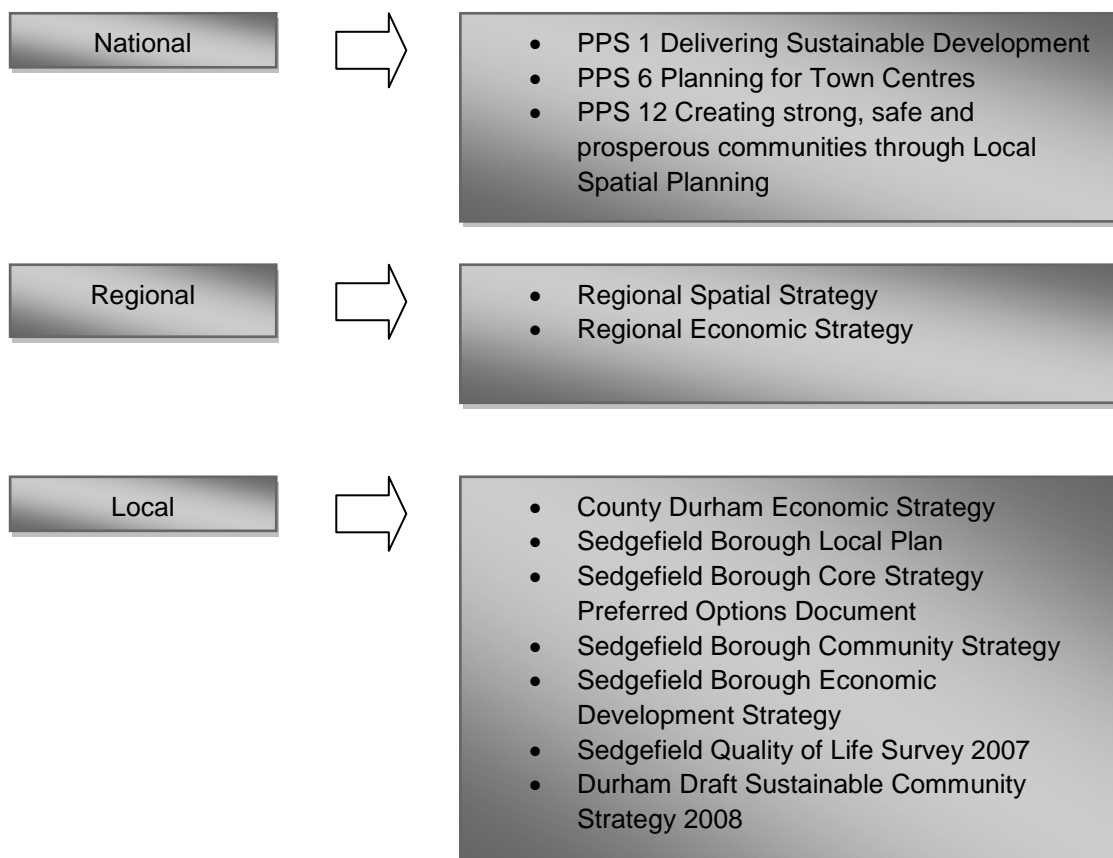 National
• PPS 1 Delivering Sustainable Development
• PPS 6 Planning for Town Centres
• PPS 12 Creating strong, safe and
prosperous communities through Local
Spatial Planning
Regional
• Regional Spatial Strategy
• Regional Economic Strategy
Local
• County Durham Economic Strategy
• Sedgefield Borough Local Plan
• Sedgefield Borough Core Strategy
Preferred Options Document
• Sedgefield Borough Community Strategy
• Sedgefield Borough Economic
Development Strategy
• Sedgefield Quality of Life Survey 2007
• Durham Draft Sustainable Community
Strategy 2008